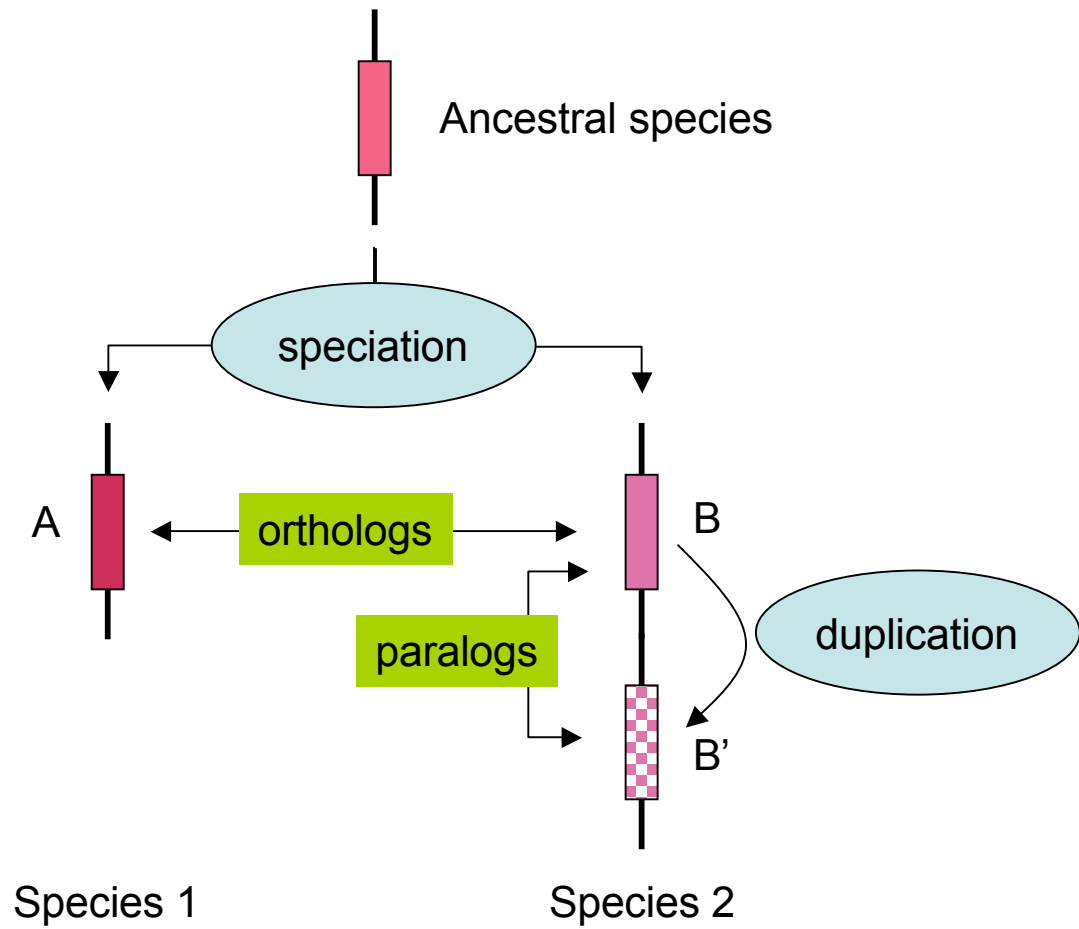 Ancestral species
speciation
A
orthologs
B
paralogs
duplication
B’
Species 1
Species 2